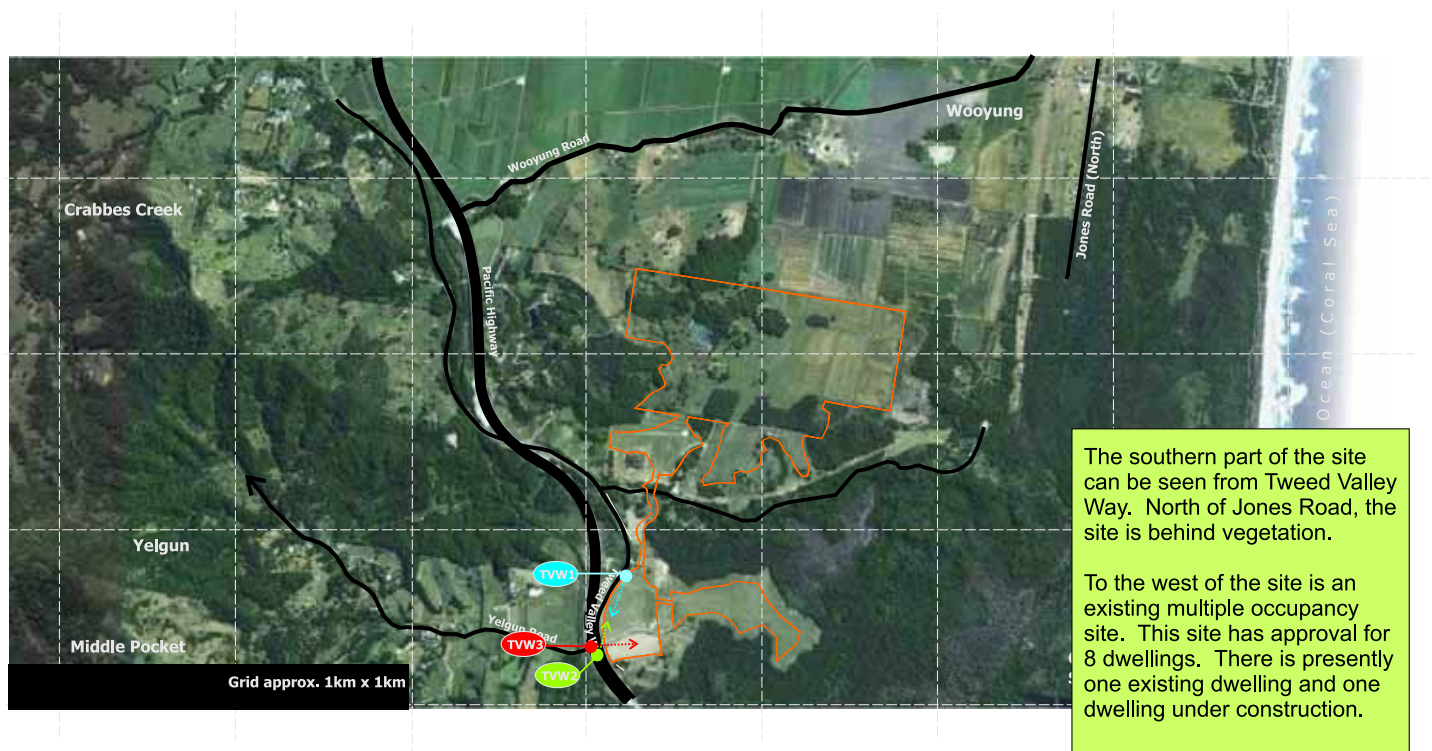 Wooyung
Wooyung Road
Jones Road (North)
Crabbes Creek
Ocean (Coral Sea)
Pacific Highway
The southern part of the site
can be seen from Tweed Valley
Way. North of Jones Road, the
site is behind vegetation.
To the west of the site is an
existing multiple occupancy
site. This site has approval for
8 dwellings. There is presently
one existing dwelling and one
dwelling under construction.
Yelgun
TVW1
Tweed Valley
Yelgun Road
TVW3
Middle Pocket
TVW2
Grid approx. 1km x 1km